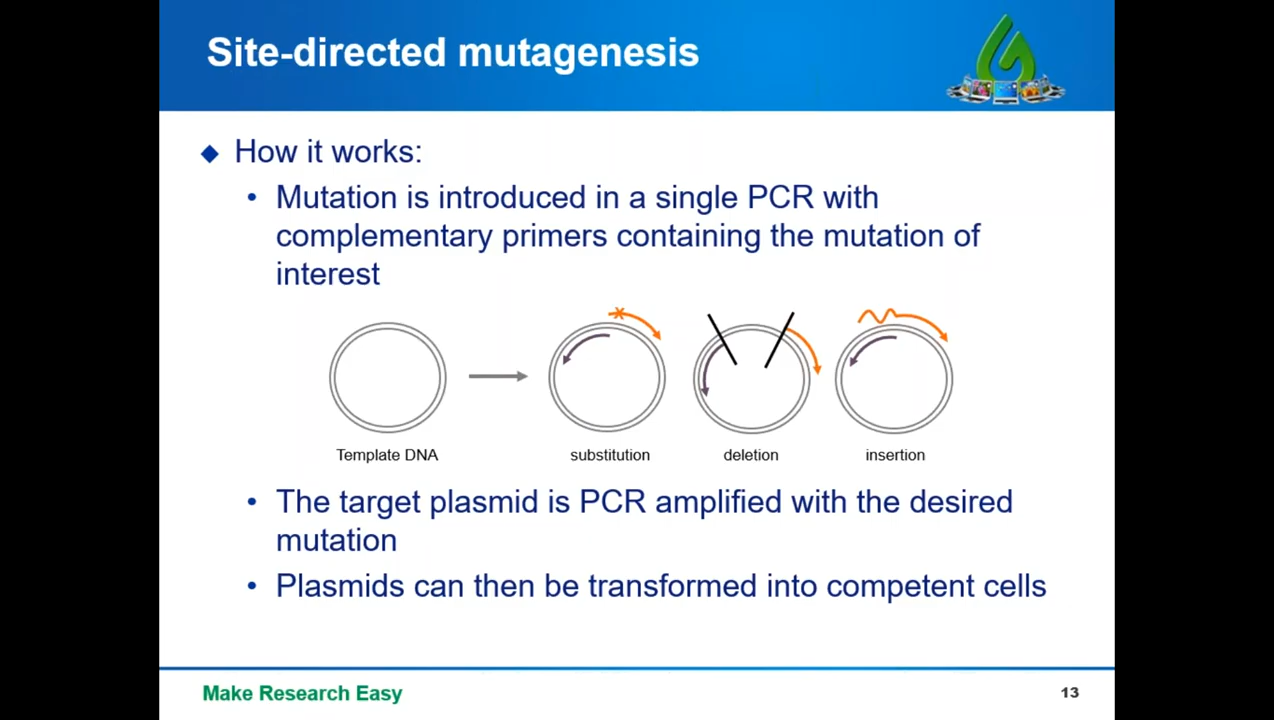 Site-directed mutagenesis
How it works:
• Mutation is introduced in a single PCR with
complementary primers containing the mutation of
interest
Template DNA
substitution
deletion
insertion
• The target plasmid is PCR amplified with the desired
mutation
• Plasmids can then be transformed into competent cells
Make Research Easy
13